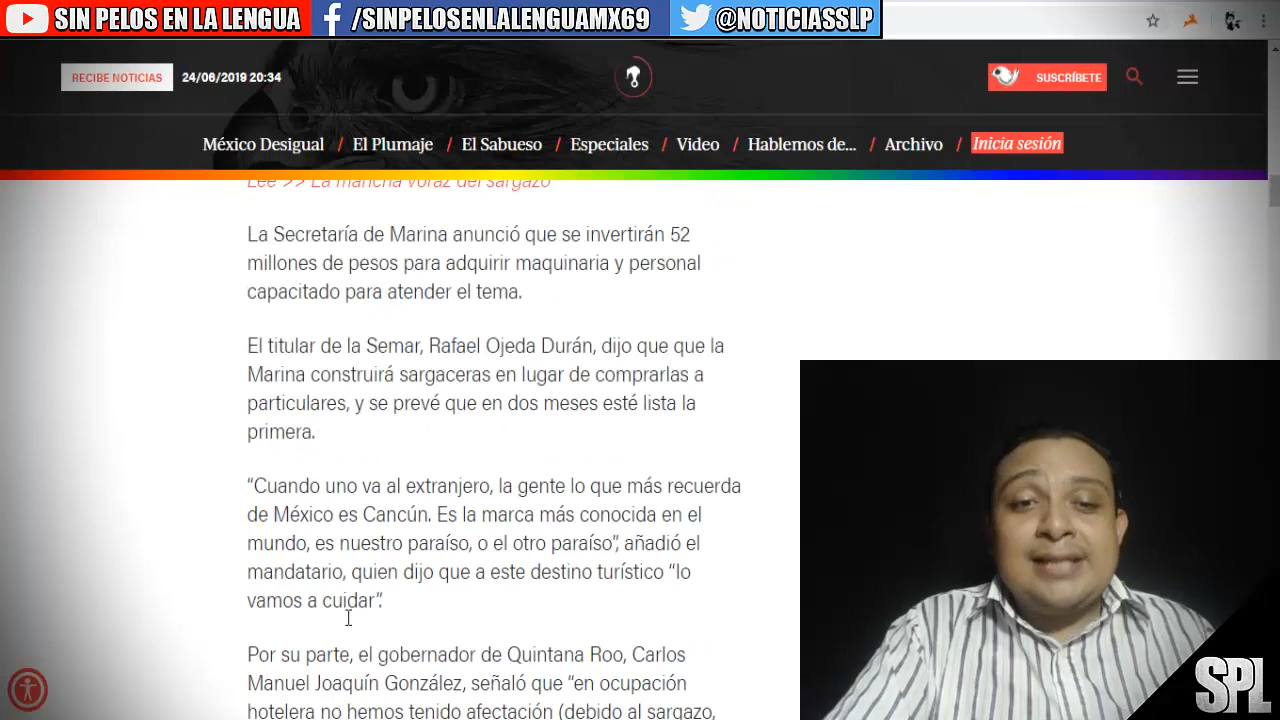 SIN PELOS EN LA LENGUA
/SINPELOSENLALENGUAMX69
@NOTICIASSLP
RECIBE NOTICIAS
24/06/2019 20:34
SUSCRÍBETE
México Desigual / El Plumaje / El Sabueso / Especiales / Video / Hablemos de... / Archivo / Inicia sesión
Lee >> La mancha voraz del sargazo
La Secretaría de Marina anunció que se invertirán 52
millones de pesos para adquirir maquinaria y personal
capacitado para atender el tema.
El titular de la Semar, Rafael Ojeda Durán, dijo que que la
Marina construirá sargaceras en lugar de comprarlas a
particulares, y se prevé que en dos meses esté lista la
primera.
“Cuando uno va al extranjero, la gente lo que más recuerda
de México es Cancún. Es la marca más conocida en el
mundo, es nuestro paraíso, o el otro paraíso”, añadió el
mandatario, quien dijo que a este destino turístico “lo
vamos a cuidar”.
Por su parte, el gobernador de Quintana Roo, Carlos
Manuel Joaquín González, señaló que “en ocupación
hotelera no hemos tenido afectación (debido al sargazo,
SPL